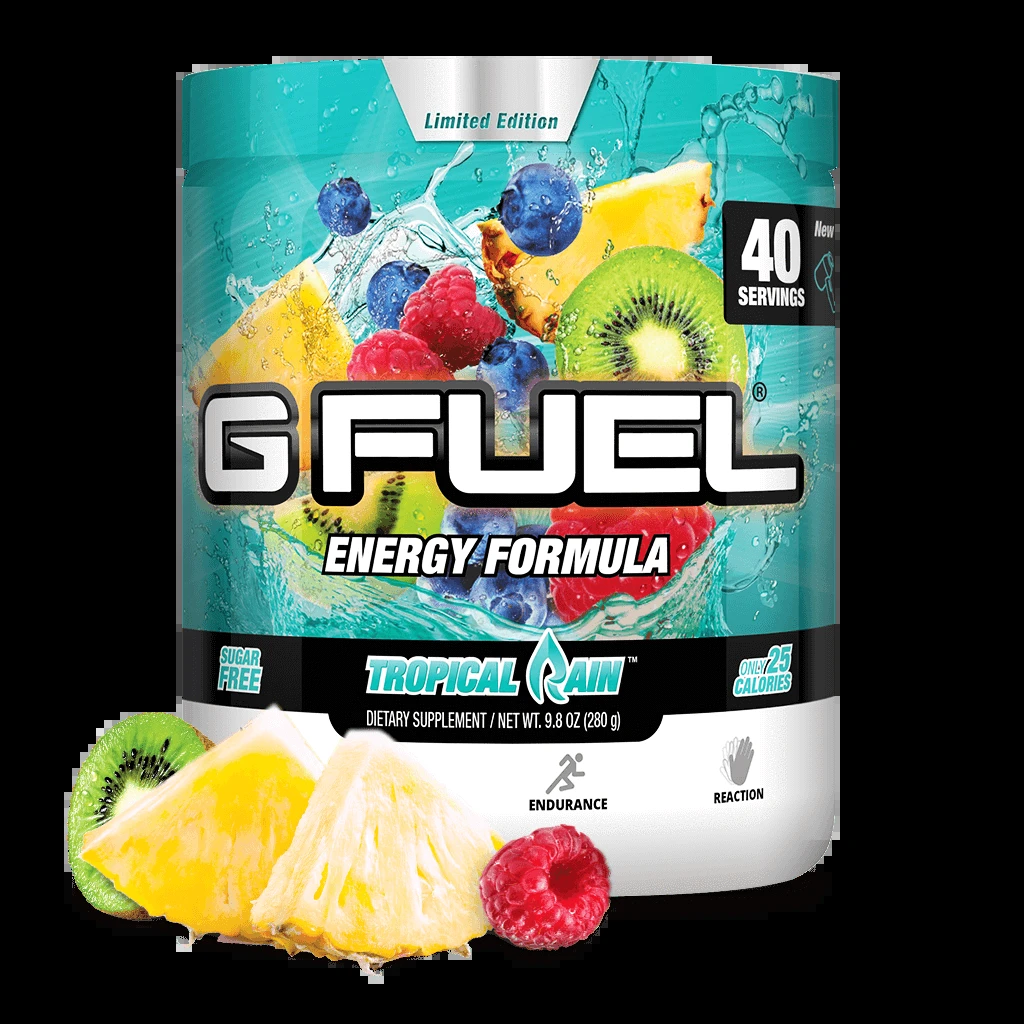 Limited Edition
40
SERVINGS
New
G FUEL®
ENERGY FORMULA
SUGAR
FREE
TROPICAL RAIN™
ONLY 25
CALORIES
DIETARY SUPPLEMENT / NET WT. 9.8 OZ (280 g)
ENDURANCE
REACTION